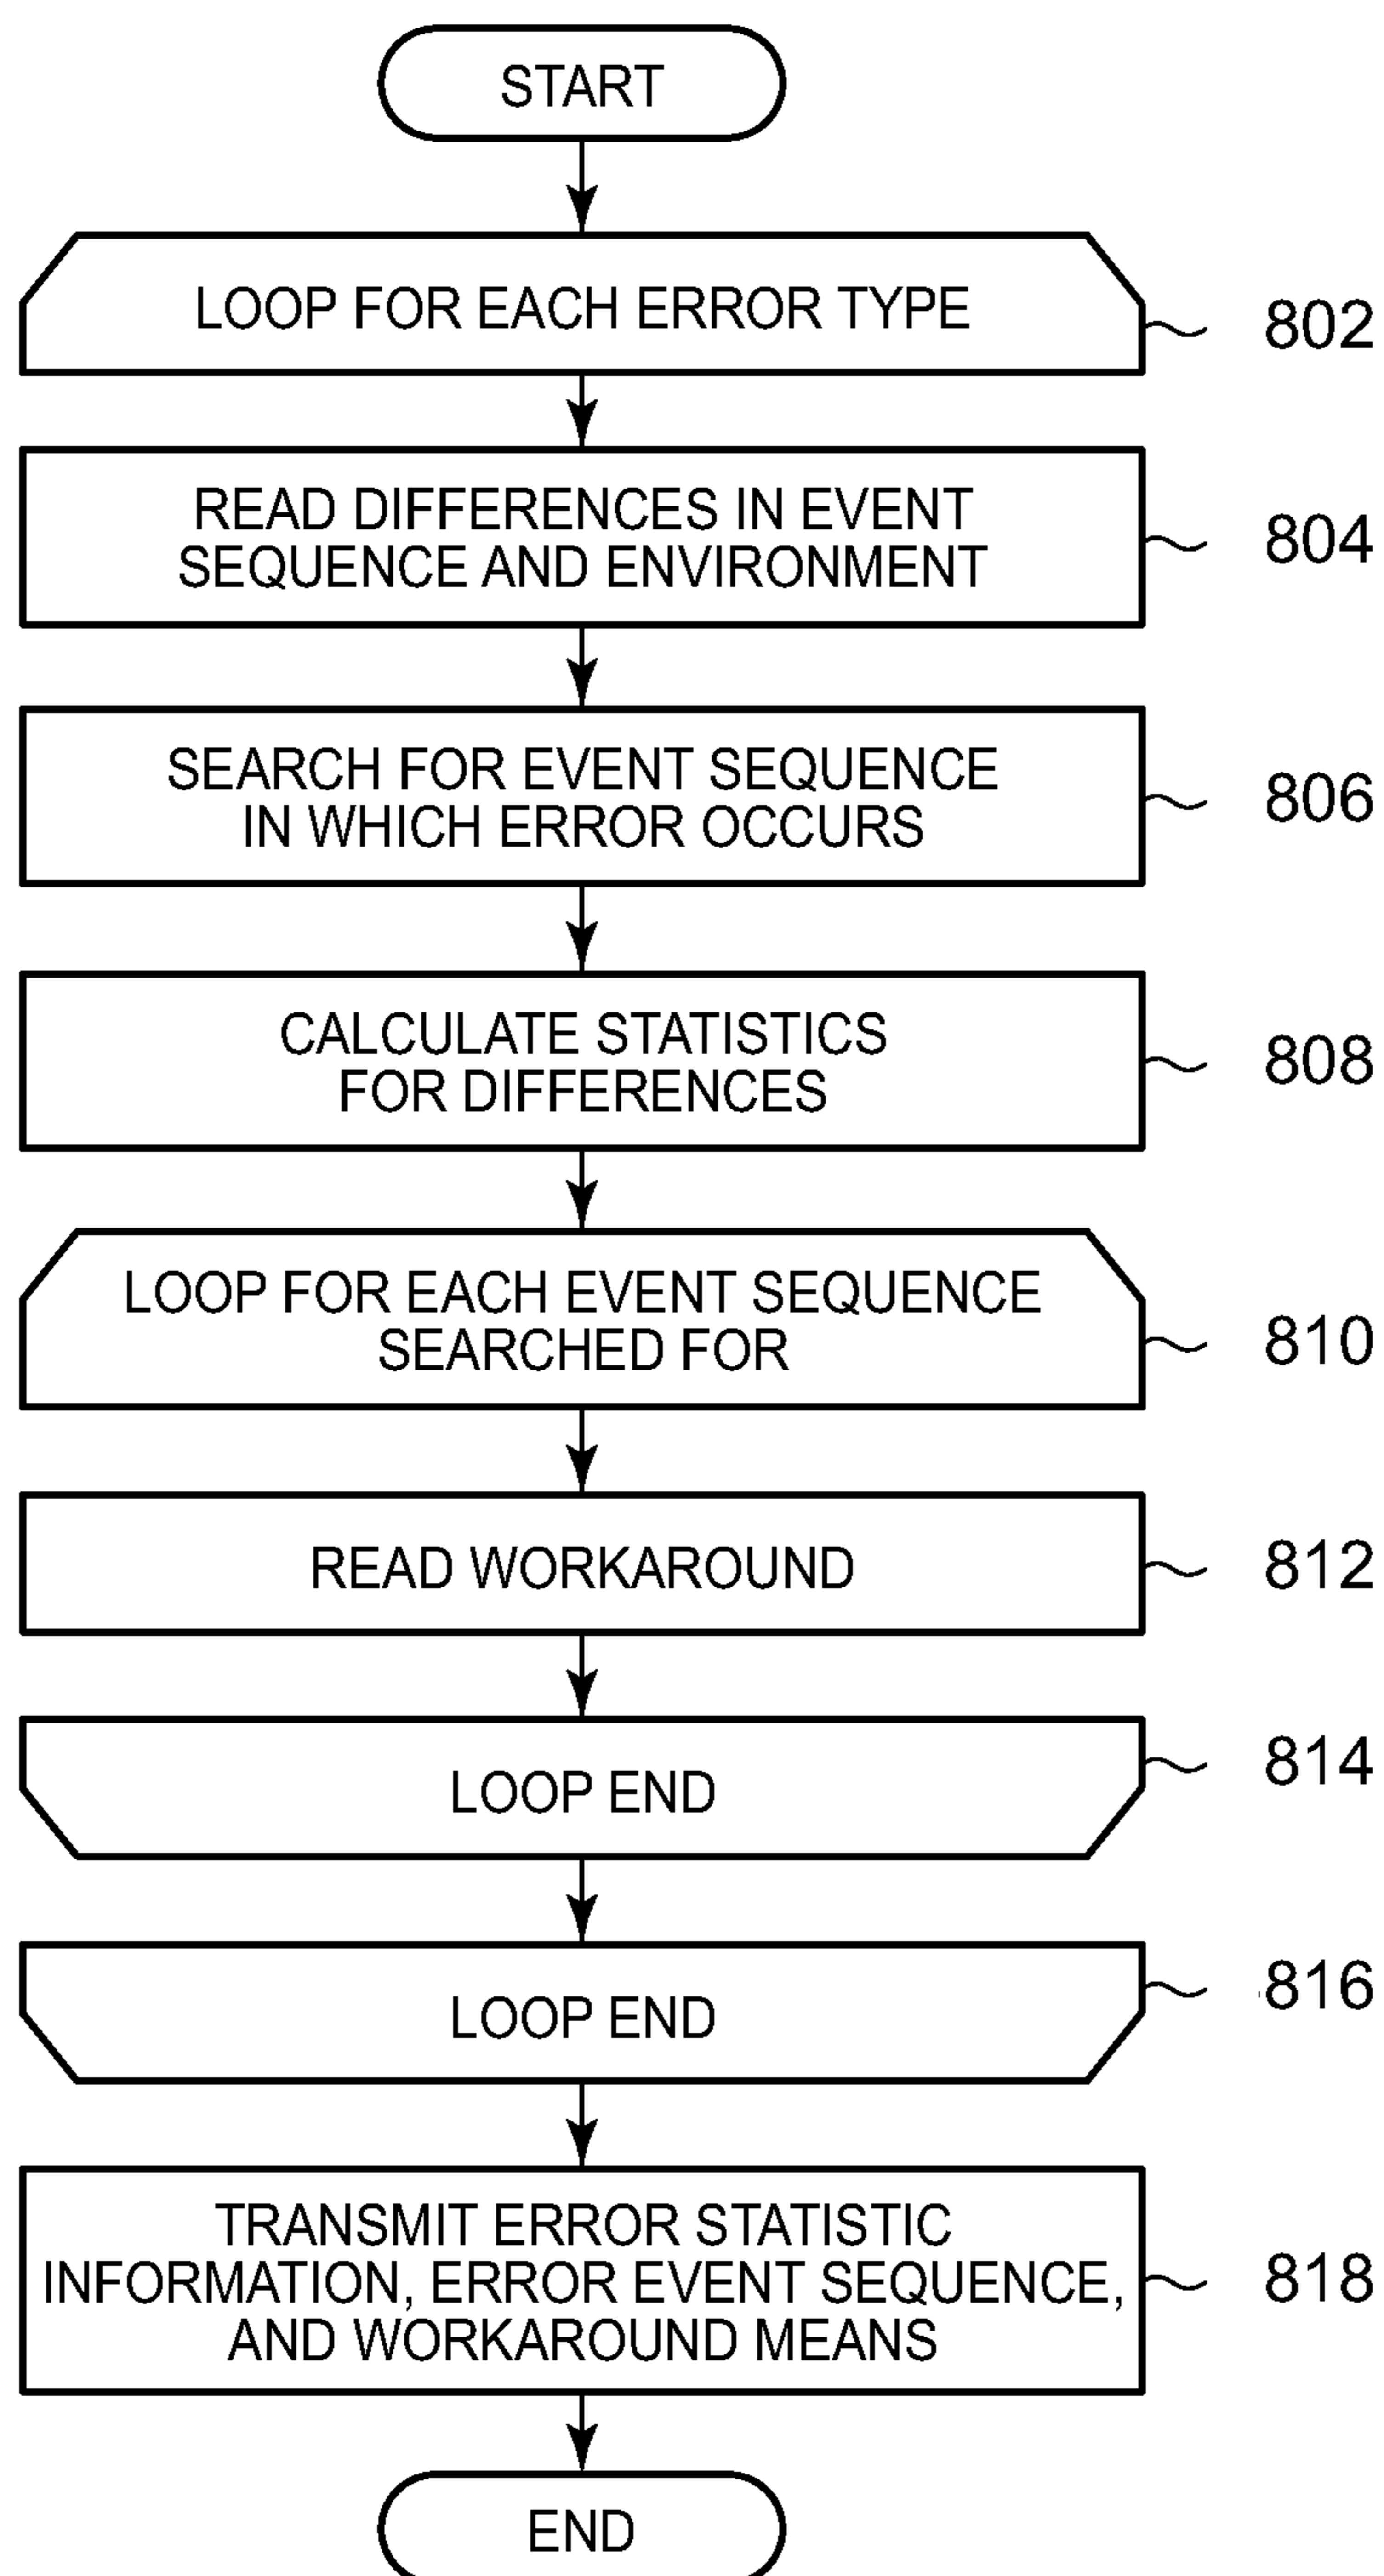 START
LOOP FOR EACH ERROR TYPE
802
READ DIFFERENCES IN EVENT
SEQUENCE AND ENVIRONMENT
804
SEARCH FOR EVENT SEQUENCE
IN WHICH ERROR OCCURS
806
CALCULATE STATISTICS
FOR DIFFERENCES
808
LOOP FOR EACH EVENT SEQUENCE
SEARCHED FOR
810
READ WORKAROUND
812
LOOP END
814
LOOP END
816
TRANSMIT ERROR STATISTIC
INFORMATION, ERROR EVENT SEQUENCE,
AND WORKAROUND MEANS
818
END